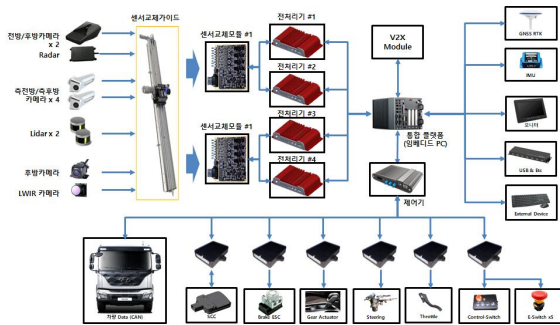 센서교체가이드
전방/후방카메라
x 2
Radar
측전방/측후방
카메라 x 4
Lidar x 2
후방카메라
LWIR 카메라
센서교체모듈 #1
센서교체모듈 #1
전처리기 #1
전처리기 #2
전처리기 #3
전처리기 #4
V2X
Module
통합 플랫폼
(임베디드 PC)
제어기
GNSS RTK
IMU
모니터
USB & Etc
External Device
차량 Data (CAN)
SCC
Brake ESC
Gear Actuator
Steering
Throttle
Control-Switch
E-Switch x5